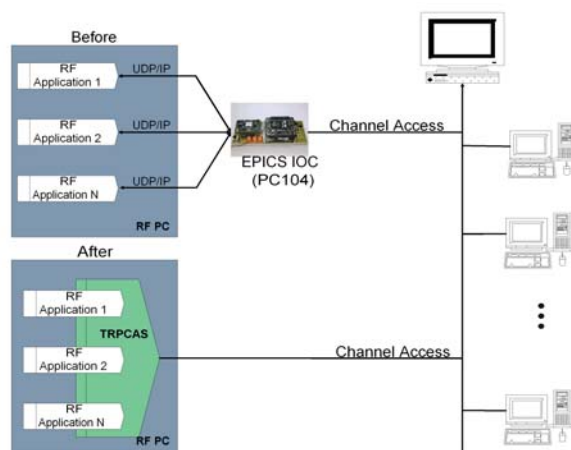 Before
RF
Application 1
UDP/IP
RF
Application 2
UDP/IP
RF
Application N
UDP/IP
RF PC
EPICS IOC
(PC104)
Channel Access
After
RF
Application 1
TRPCAS
RF
Application 2
RF
Application N
RF PC
Channel Access